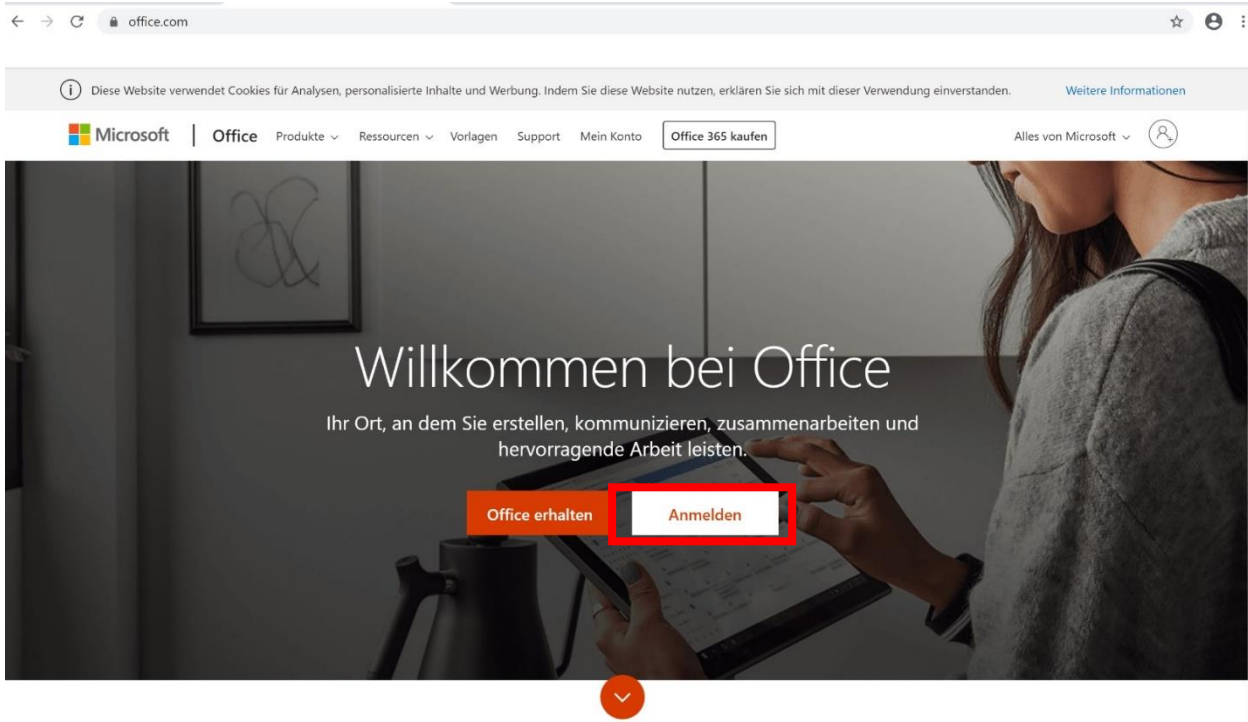 office.com
Diese Website verwendet Cookies für Analysen, personalisierte Inhalte und Werbung. Indem Sie diese Website nutzen, erklären Sie sich mit dieser Verwendung einverstanden. Weitere Informationen
Microsoft | Office Produkte Ressourcen Vorlagen Support Mein Konto Office 365 kaufen Alles von Microsoft
Willkommen bei Office
Ihr Ort, an dem Sie erstellen, kommunizieren, zusammenarbeiten und
hervorragende Arbeit leisten.
Office erhalten Anmelden